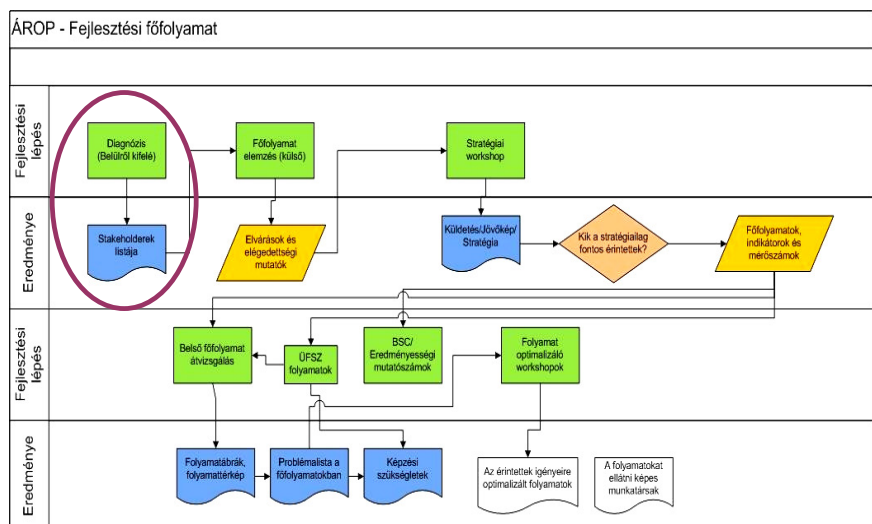 ÁROP - Fejlesztési főfolyamat
Fejlesztési
lépés
Diagnózis
(Belülről kifelé)
Főfolyamat
elemzés (külső)
Stratégiai
workshop
Eredménye
Stakeholderek
listája
Elvárások és
elégedettségi
mutatók
Küldetés/Jövőkép/
Stratégia
Kik a stratégiailag
fontos érintettek?
Főfolyamatok,
indikátorok és
mérőszámok
Fejlesztési
lépés
Belső főfolyamat
átvizsgálás
ÜFSZ
folyamatok
BSC/
Eredményességi
mutatószámok
Folyamat
optimalizáló
workshopok
Eredménye
Folyamatábrák,
folyamattérkép
Problémalista a
főfolyamatokban
Képzési
szükségletek
Az érintettek igényeire
optimalizált folyamatok
A folyamatokat
ellátni képes
munkatársak